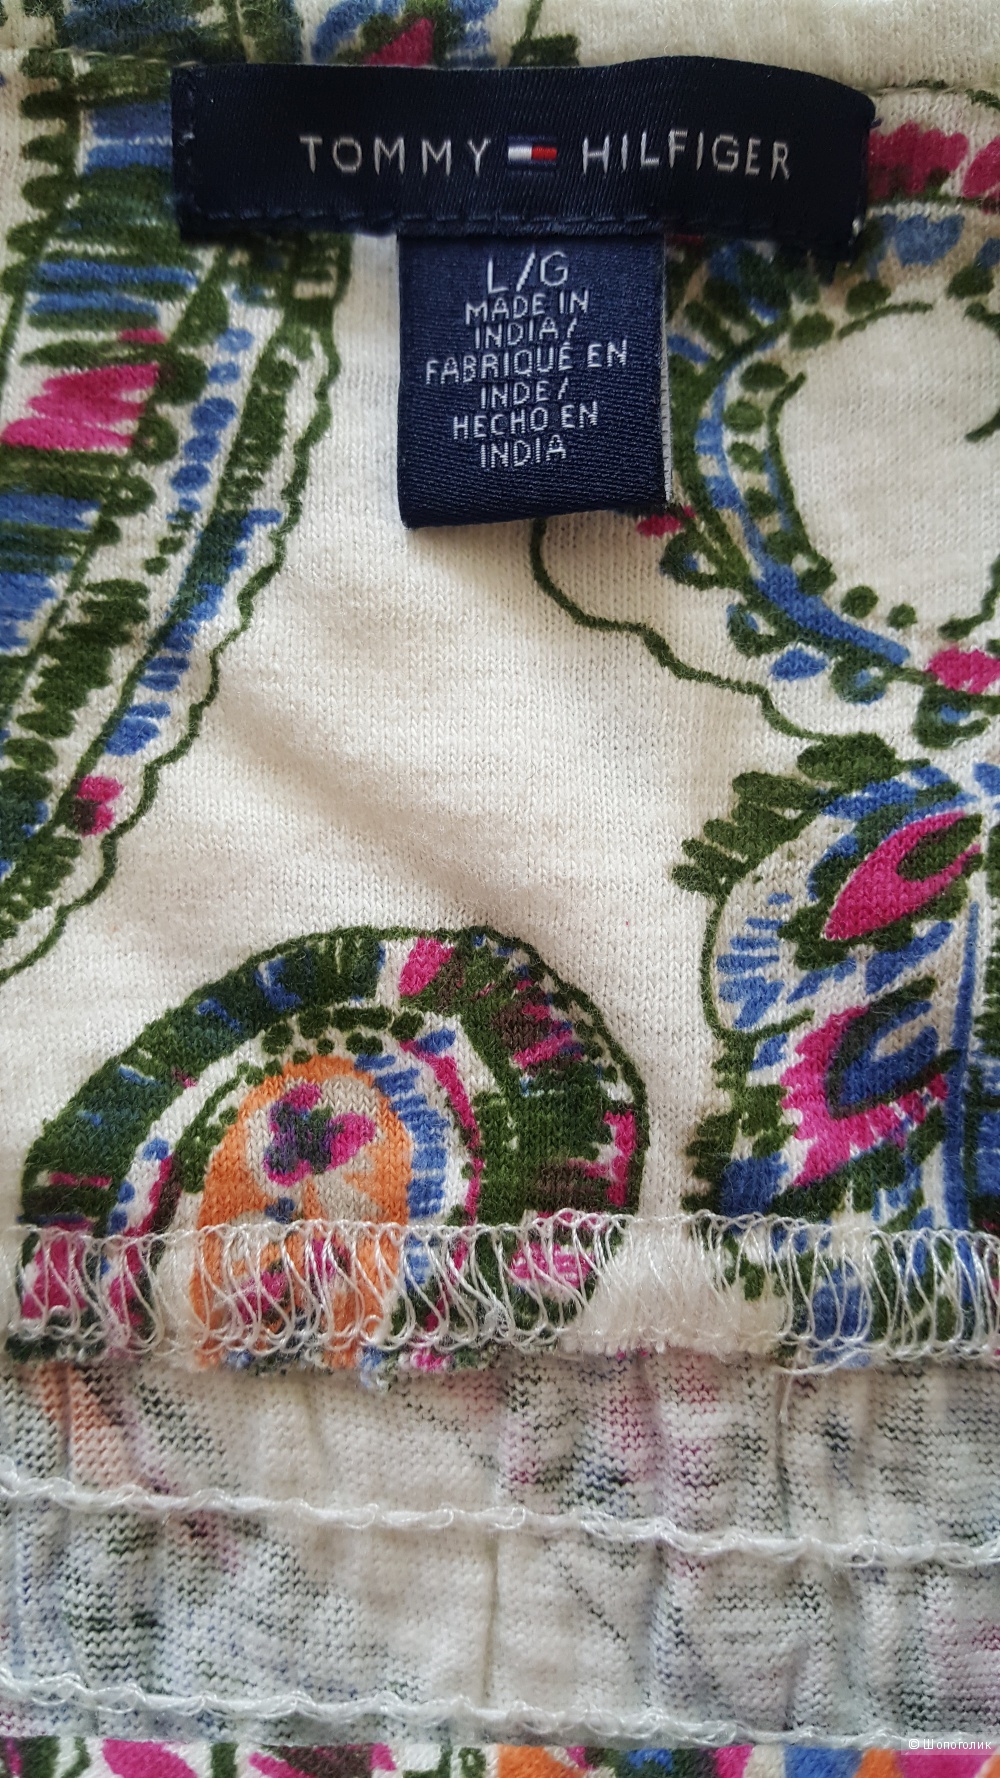 TOMMY HILFIGER
L/G
MADE IN
INDIA/
FABRIQUÉ EN
INDE/
HECHO EN
INDIA
© Шопоголик